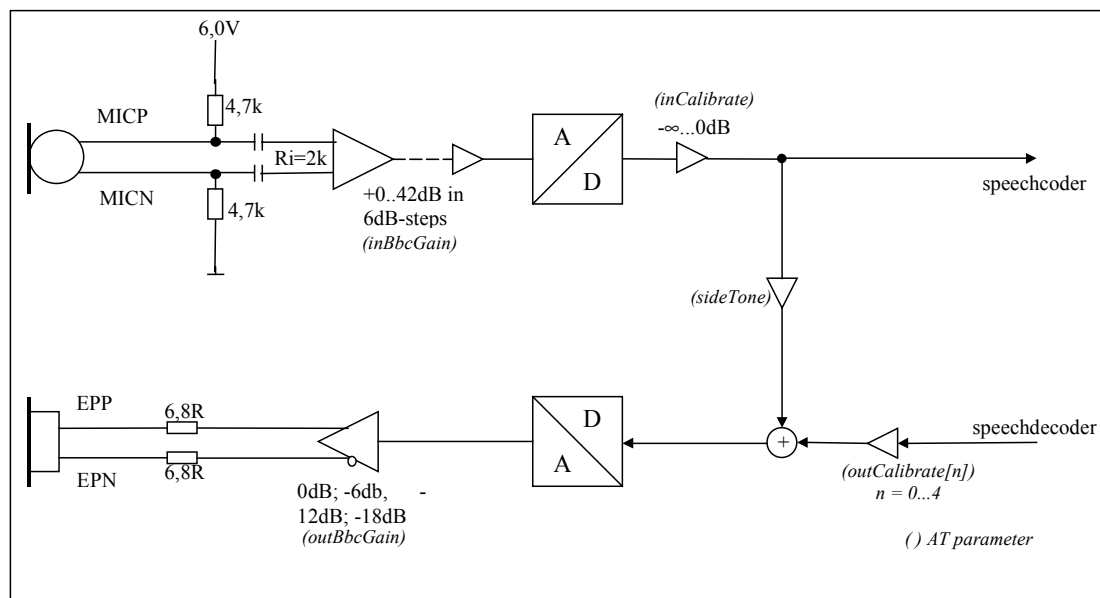 6,0V
4,7k
MICP
Ri=2k
MICN
4,7k
+0..42dB in
6dB-steps
(inBbcGain)
A
D
(inCalibrate)
-∞...0dB
speechcoder
(sideTone)
EPP
6,8R
6,8R
EPN
0dB; -6db, -
12dB; -18dB
(outBbcGain)
D
A
+
speechdecoder
(outCalibrate[n])
n = 0...4
( ) AT parameter